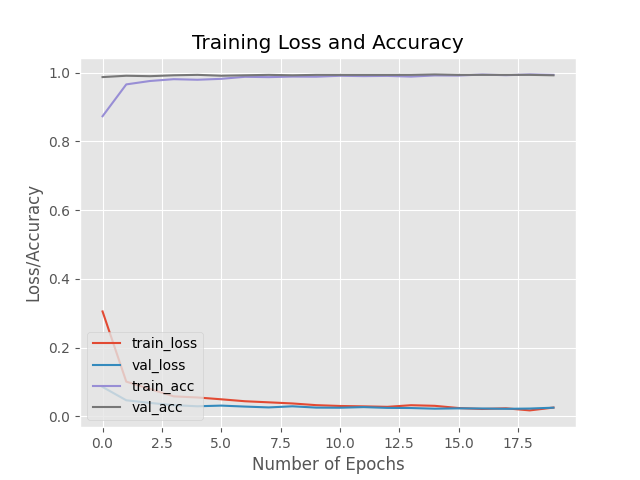 Training Loss and Accuracy
1.0
0.8
0.6
0.4
0.2
0.0
Loss/Accuracy
train_loss
val_loss
train_acc
val_acc
0.0 2.5 5.0 7.5 10.0 12.5 15.0 17.5
Number of Epochs